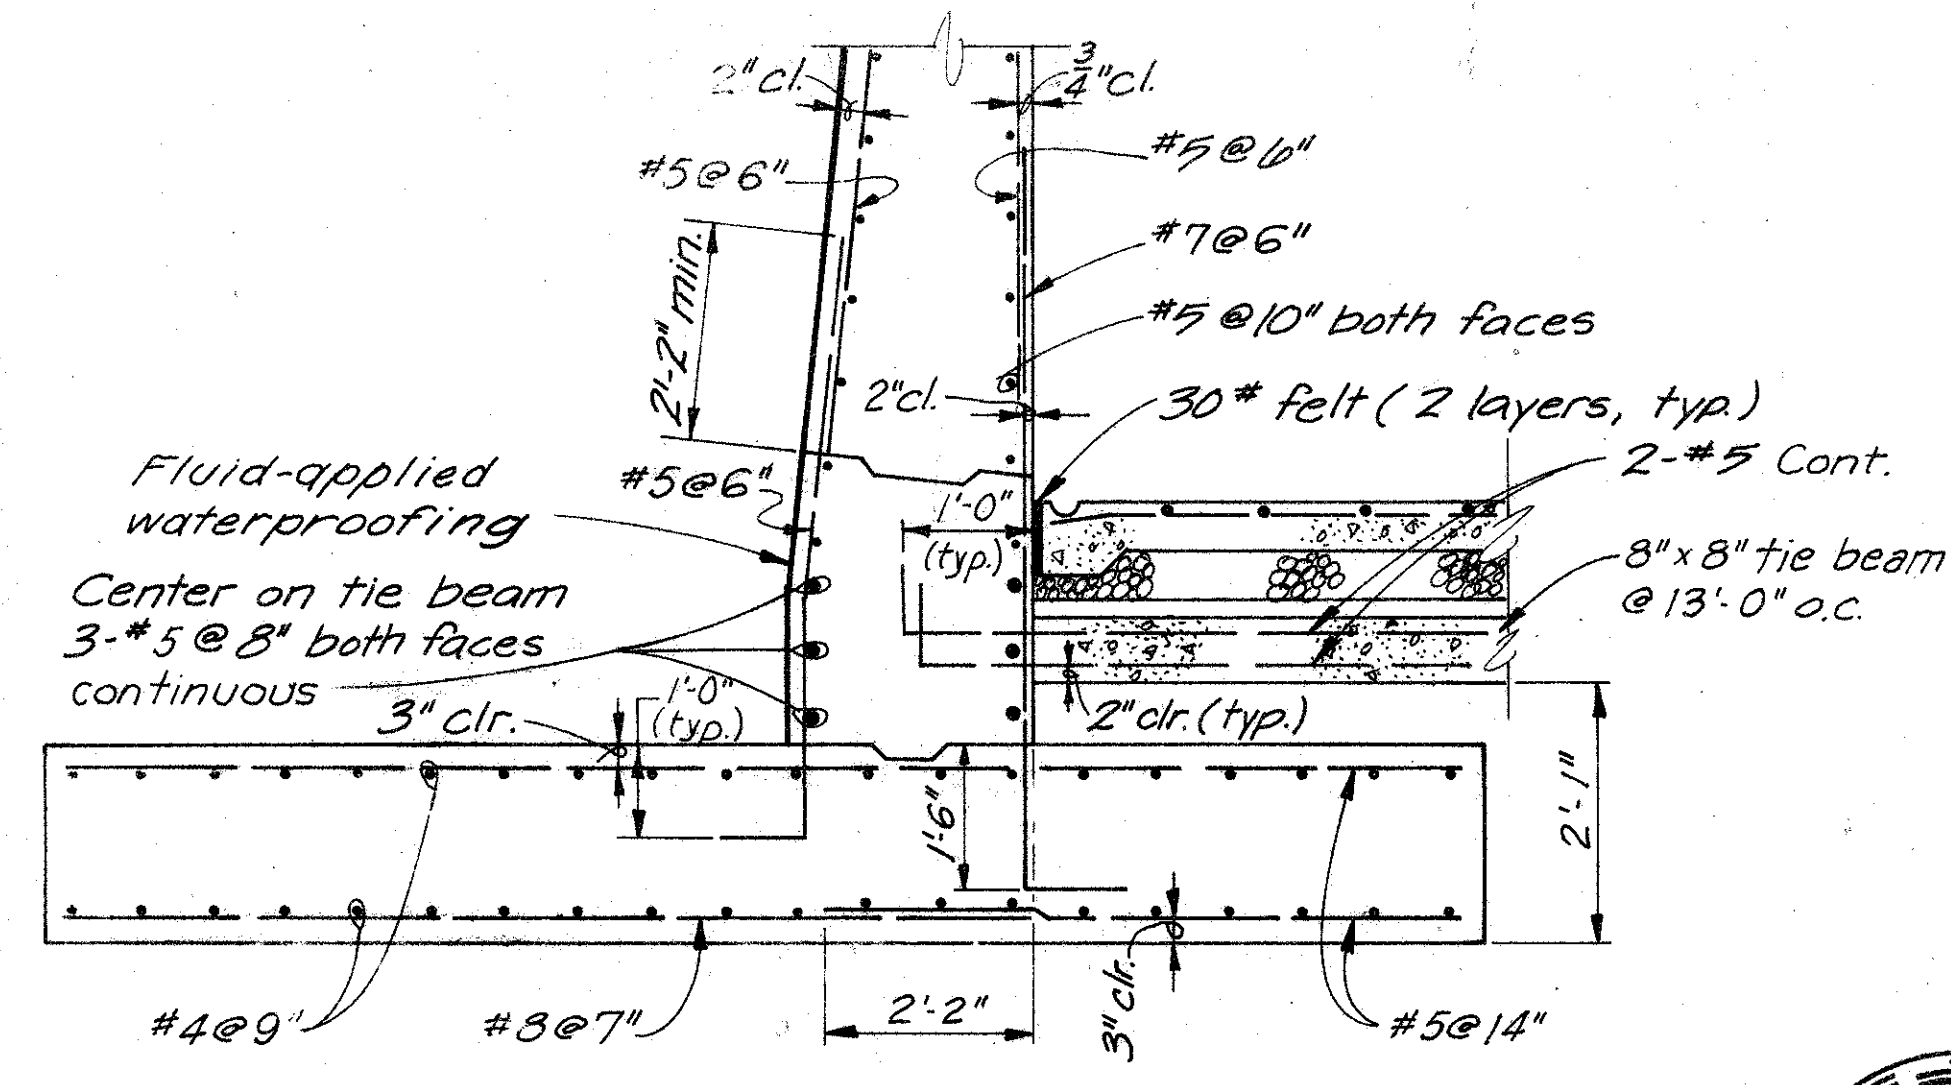 2" cl.
3/4" cl.
#5@6"
#5@6"
#7@6"
2'-2" min.
#5@10" both faces
2" cl.
30# felt (2 layers, typ.)
2-#5 Cont.
Fluid-applied
waterproofing
#5@6"
1'-0"
(typ.)
8"x8" tie beam
@ 13'-0" o.c.
Center on tie beam
3-#5@8" both faces
continuous
3" clr.
1'-0"
(typ.)
2" clr. (typ.)
1'-6"
2'-1"
#4@9"
#8@7"
2'-2"
3" clr.
#5@14"